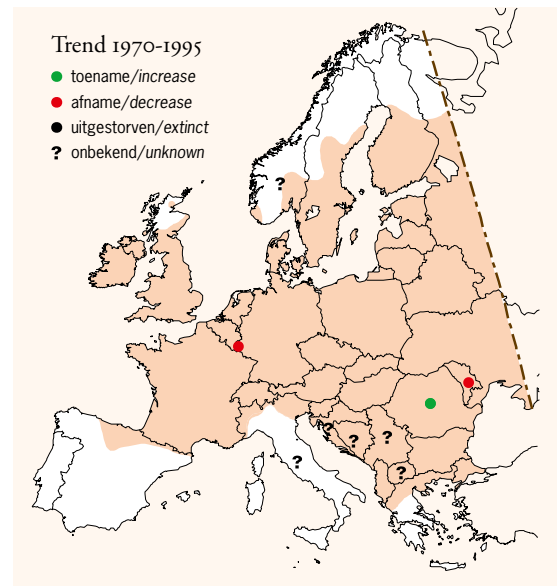 Trend 1970-1995
toename/increase
afname/decrease
uitgestorven/extinct
? onbekend/unknown
?
?
?
?
?
?